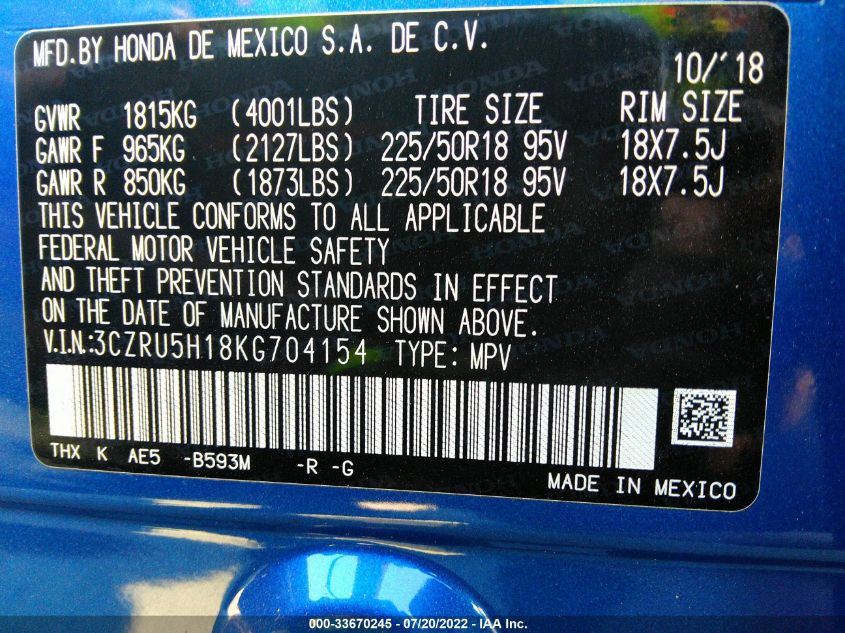 MFD.BY HONDA DE MEXICO S.A. DE C.V.
10/'18
GVWR 1815KG (4001LBS) TIRE SIZE RIM SIZE
GAWR F 965KG (2127LBS) 225/50R18 95V 18X7.5J
GAWR R 850KG (1873LBS) 225/50R18 95V 18X7.5J
THIS VEHICLE CONFORMS TO ALL APPLICABLE
FEDERAL MOTOR VEHICLE SAFETY
AND THEFT PREVENTION STANDARDS IN EFFECT
ON THE DATE OF MANUFACTURE SHOWN ABOVE.
V.I.N.:3CZRU5H18KG704154 TYPE: MPV
THX K AE5 -B593M -R -G
MADE IN MEXICO
000-33670245 - 07/20/2022 - IAA Inc.